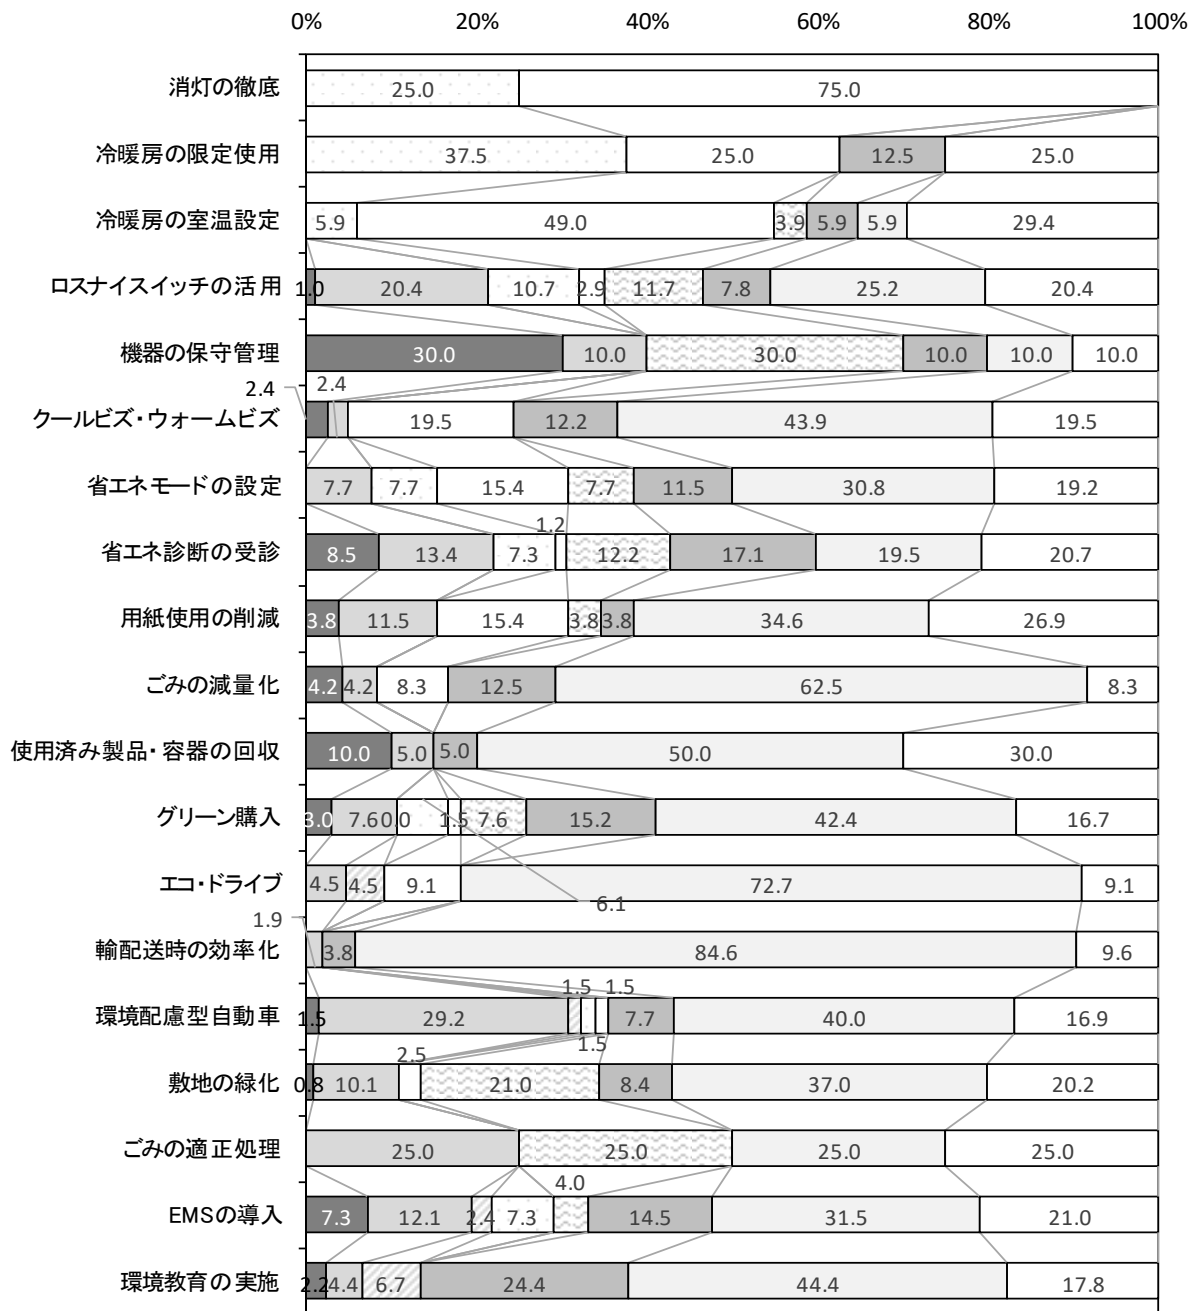 0% 20% 40% 60% 80% 100%
消灯の徹底 25.0 75.0
冷暖房の限定使用 37.5 25.0 12.5 25.0
冷暖房の室温設定 5.9 49.0 3.9 5.9 5.9 29.4
ロスナイスイッチの活用 1.0 20.4 10.7 2.9 11.7 7.8 25.2 20.4
機器の保守管理 30.0 10.0 30.0 10.0 10.0 10.0
2.4 2.4
クールビズ・ウォームビズ 19.5 12.2 43.9 19.5
省エネモードの設定 7.7 7.7 15.4 7.7 11.5 30.8 19.2
1.2
省エネ診断の受診 8.5 13.4 7.3 12.2 17.1 19.5 20.7
用紙使用の削減 3.8 11.5 15.4 3.8 3.8 34.6 26.9
ごみの減量化 4.2 4.2 8.3 12.5 62.5 8.3
使用済み製品・容器の回収 10.0 5.0 5.0 50.0 30.0
グリーン購入 3.0 7.6 0.0 1.5 7.6 15.2 42.4 16.7
エコ・ドライブ 4.5 4.5 9.1 72.7 9.1
6.1
1.9
輸配送時の効率化 3.8 84.6 9.6
1.5 1.5
環境配慮型自動車 1.5 29.2 7.7 40.0 16.9
1.5
2.5
敷地の緑化 0.8 10.1 21.0 8.4 37.0 20.2
ごみの適正処理 25.0 25.0 25.0 25.0
4.0
EMSの導入 7.3 12.1 2.4 7.3 14.5 31.5 21.0
環境教育の実施 2.2 4.4 6.7 24.4 44.4 17.8